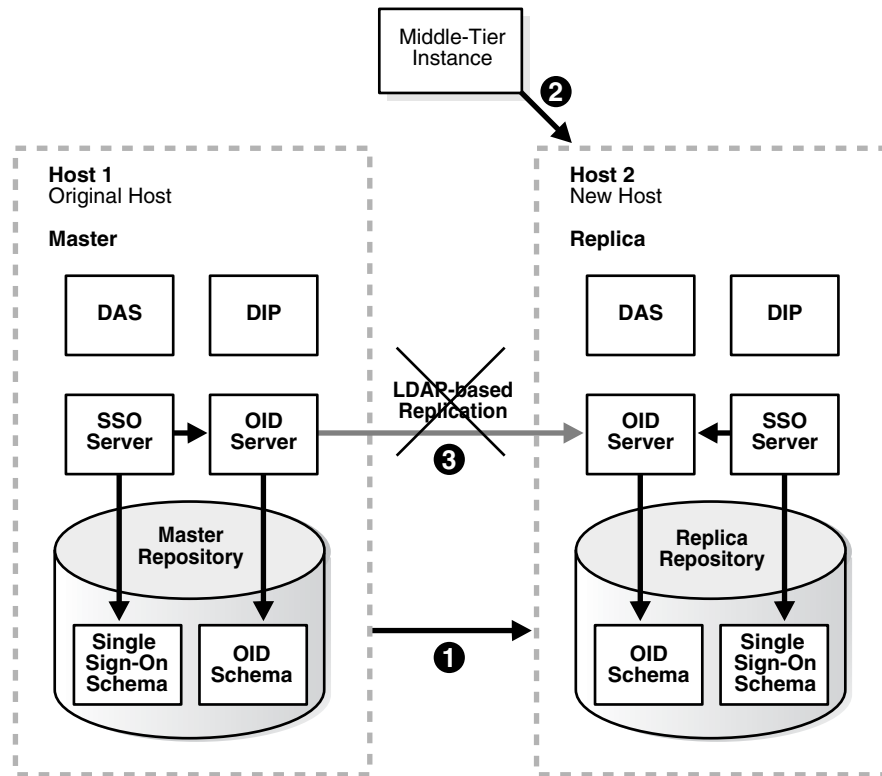 Middle-Tier
Instance
2
Host 1
Original Host
Master
DAS
DIP
SSO
Server
OID
Server
Master
Repository
Single
Sign-On
Schema
OID
Schema
LDAP-based
Replication
3
1
Host 2
New Host
Replica
DAS
DIP
OID
Server
SSO
Server
Replica
Repository
OID
Schema
Single
Sign-On
Schema